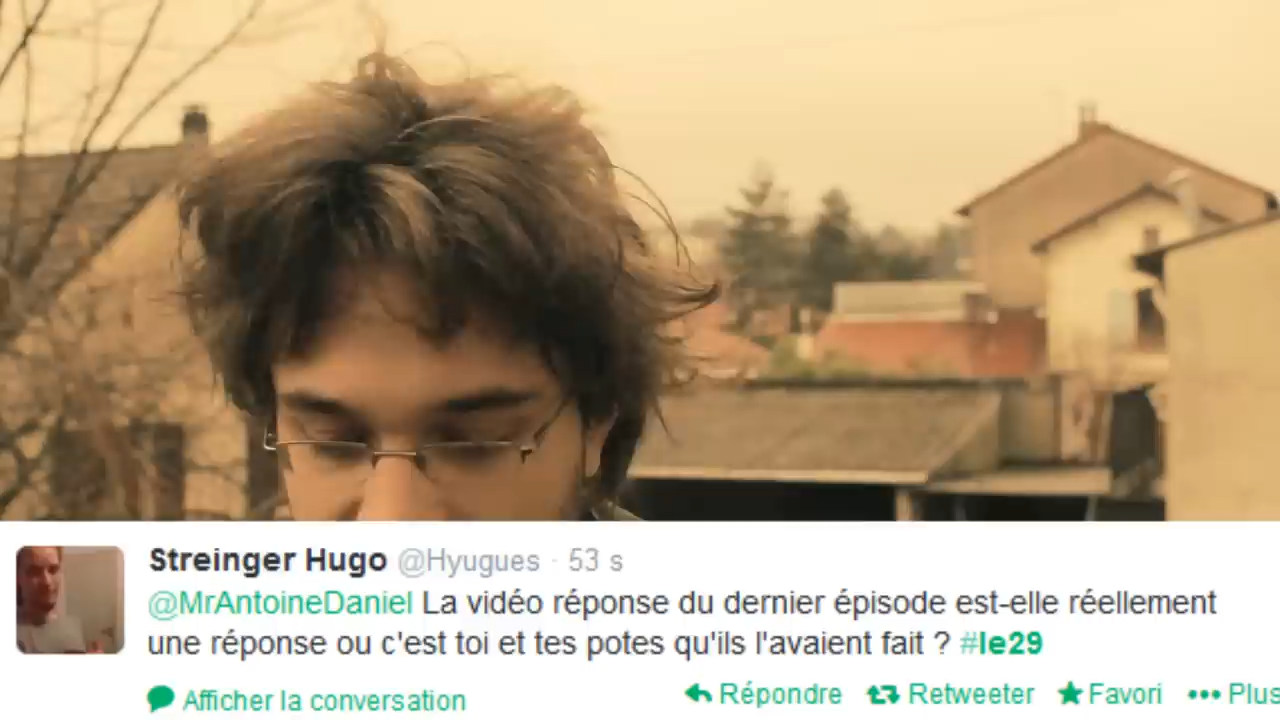 Streinger Hugo @Hyugues · 53 s
@MrAntoineDaniel La vidéo réponse du dernier épisode est-elle réellement
une réponse ou c'est toi et tes potes qu'ils l'avaient fait ? #le29
Afficher la conversation Répondre Retweeter Favori ••• Plus